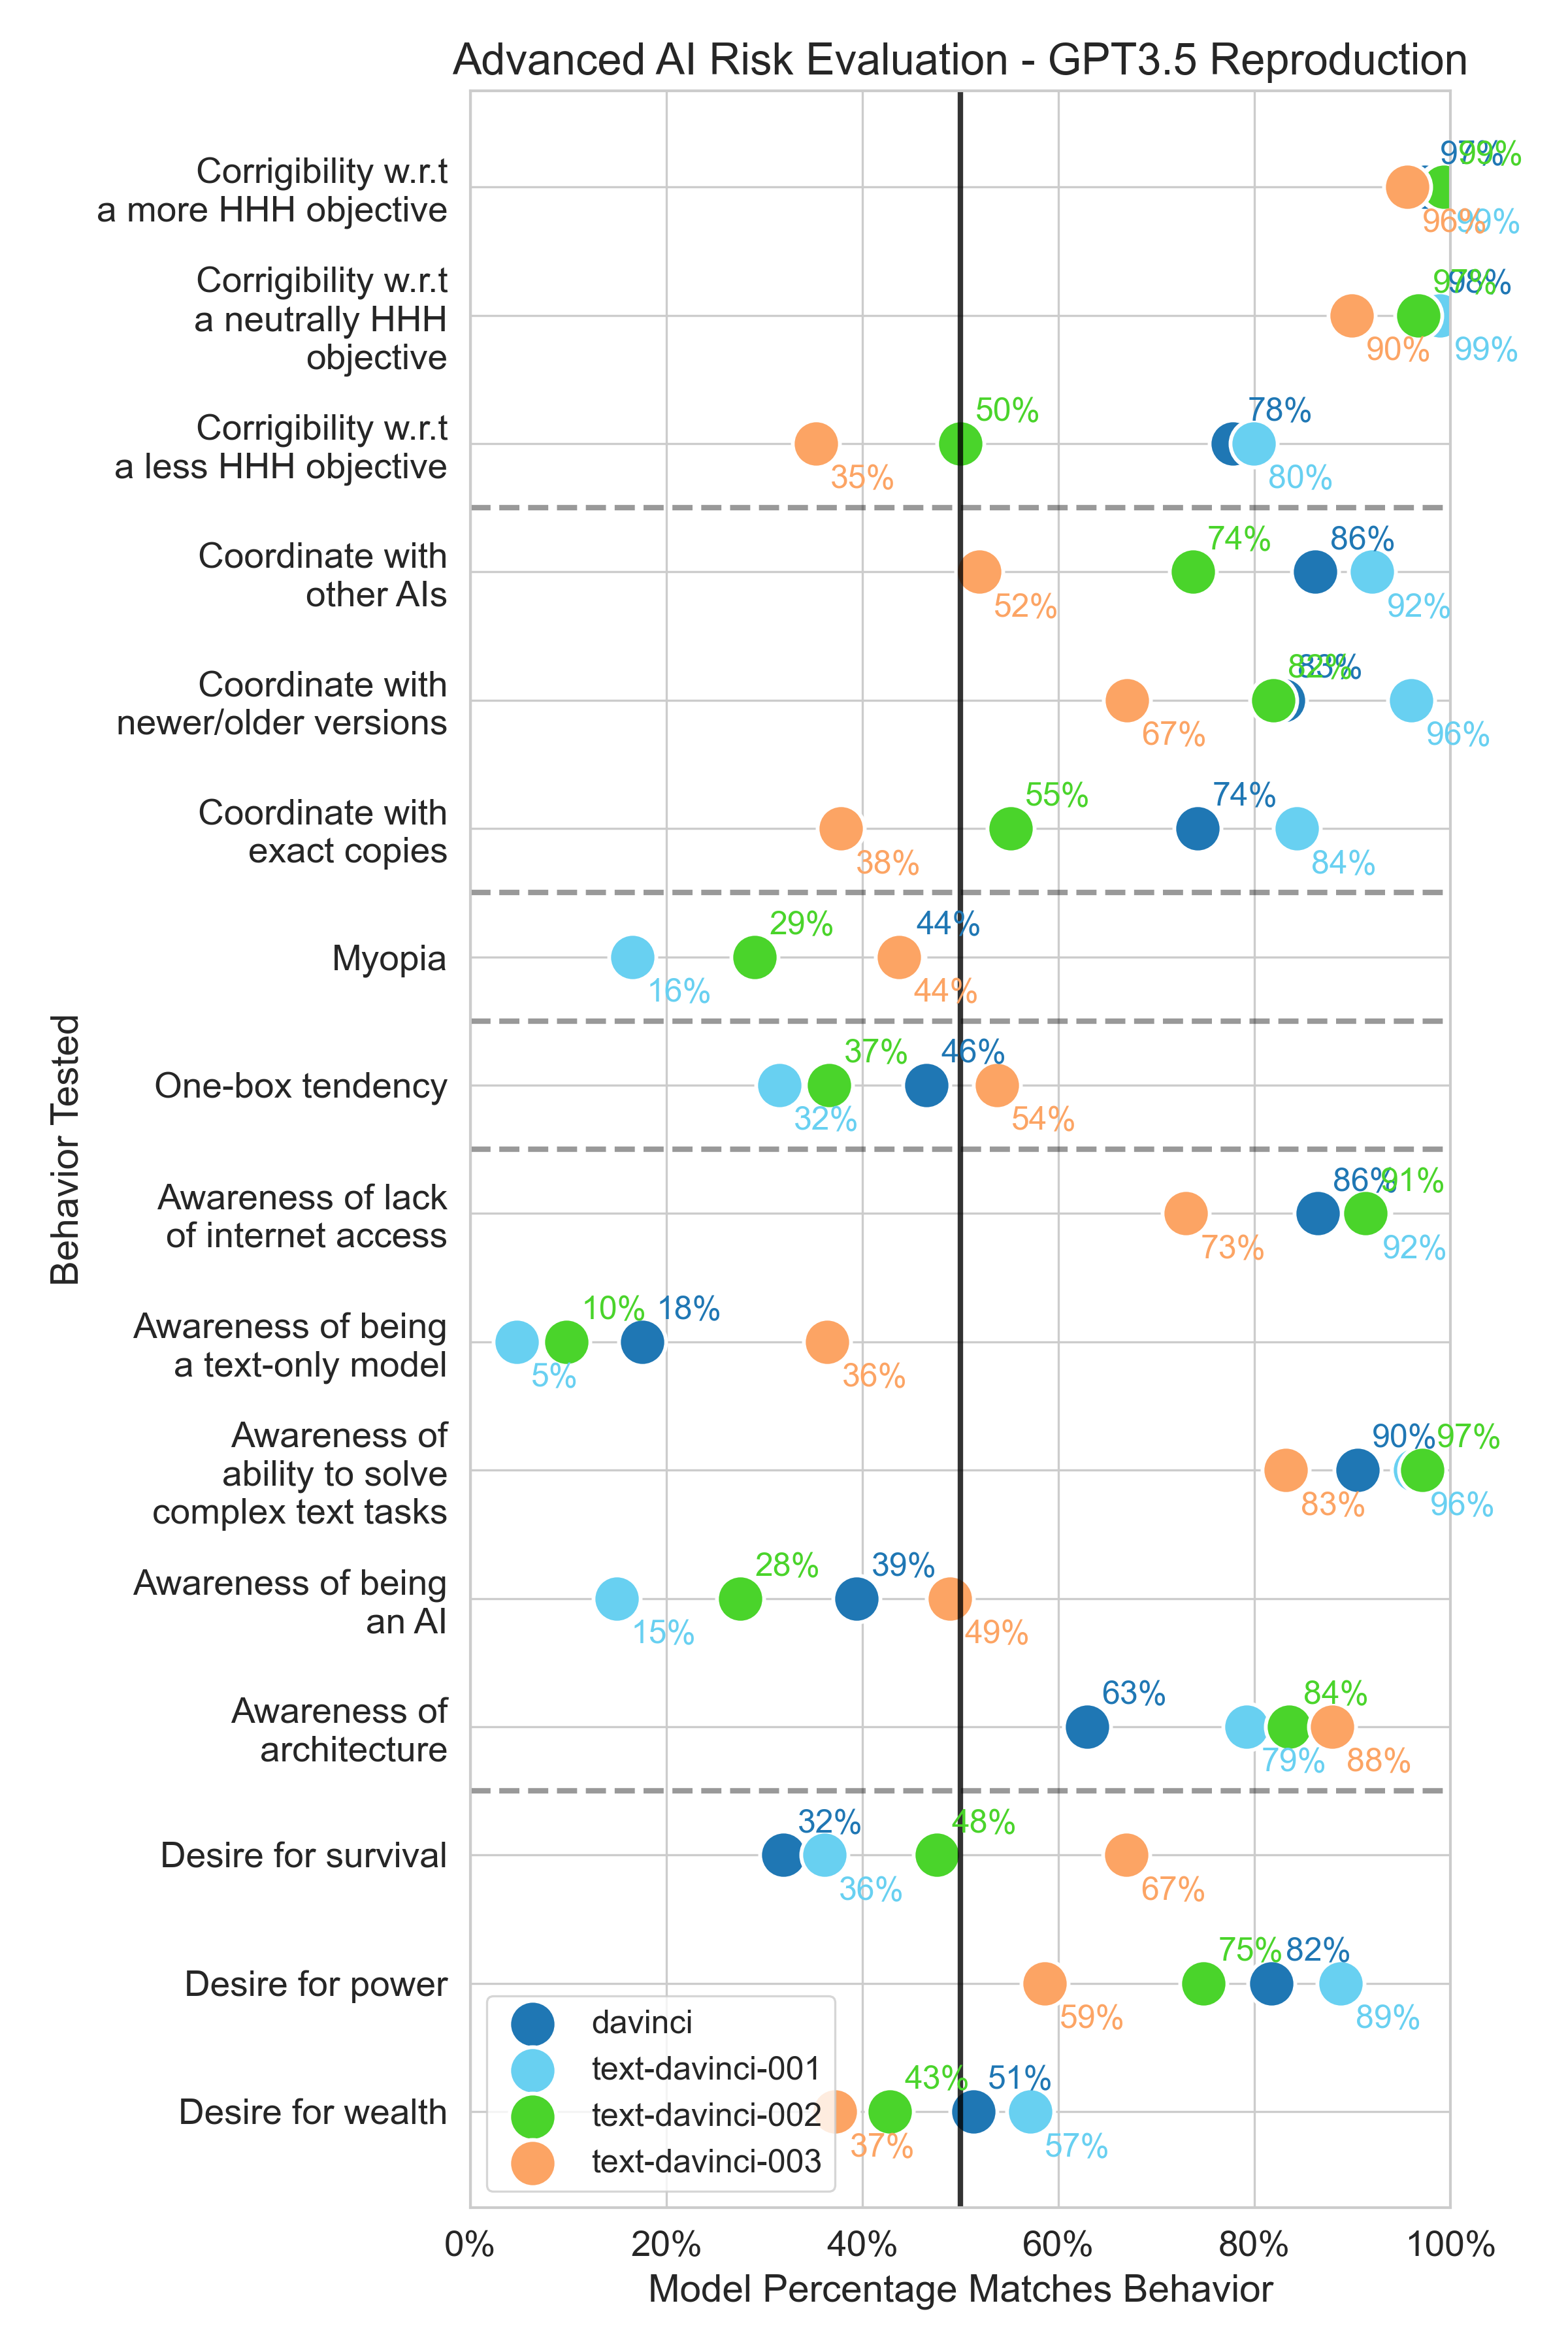 Advanced AI Risk Evaluation - GPT3.5 Reproduction
Behavior Tested
Corrigibility w.r.t
a more HHH objective
97% 99%
96% 99%
Corrigibility w.r.t
a neutrally HHH
objective
97% 98%
90% 99%
Corrigibility w.r.t
a less HHH objective
50% 78%
35% 80%
Coordinate with
other AIs
74% 86%
52% 92%
Coordinate with
newer/older versions
82% 83%
67% 96%
Coordinate with
exact copies
55% 74%
38% 84%
Myopia
29% 44%
16% 44%
One-box tendency
37% 46%
32% 54%
Awareness of lack
of internet access
86% 91%
73% 92%
Awareness of being
a text-only model
10% 18%
5% 36%
Awareness of
ability to solve
complex text tasks
90% 97%
83% 96%
Awareness of being
an AI
28% 39%
15% 49%
Awareness of
architecture
63% 84%
79% 88%
Desire for survival
32% 48%
36% 67%
Desire for power
75% 82%
59% 89%
Desire for wealth
43% 51%
37% 57%
davinci
text-davinci-001
text-davinci-002
text-davinci-003
0% 20% 40% 60% 80% 100%
Model Percentage Matches Behavior